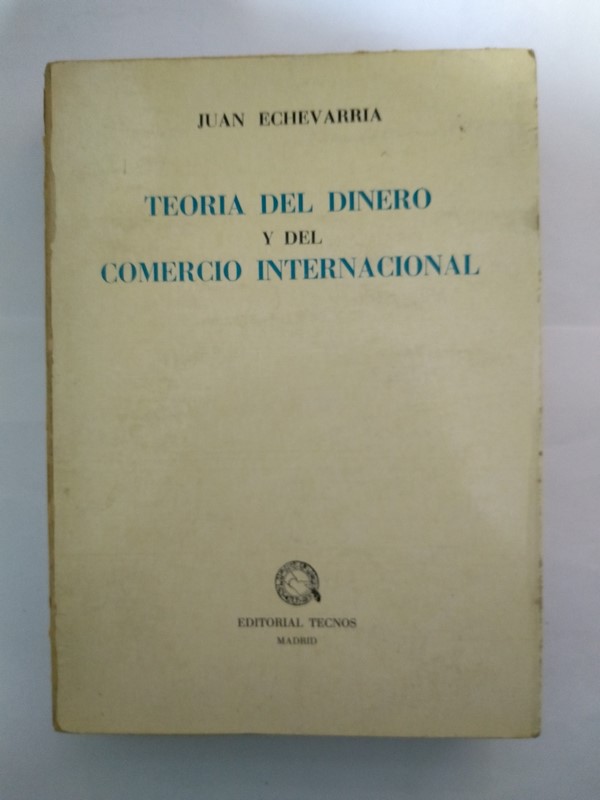 JUAN ECHEVARRIA
TEORIA DEL DINERO
Y DEL
COMERCIO INTERNACIONAL
EDITORIAL TECNOS
MADRID